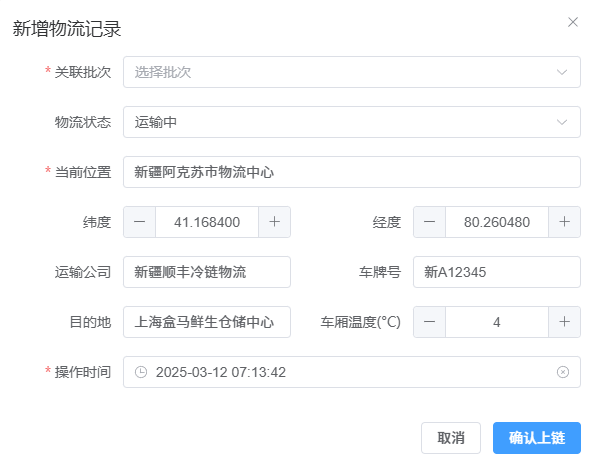 新增物流记录
* 关联批次 选择批次
物流状态 运输中
* 当前位置 新疆阿克苏市物流中心
纬度 41.168400 经度 80.260480
运输公司 新疆顺丰冷链物流 车牌号 新A12345
目的地 上海盒马鲜生仓储中心 车厢温度(°C) 4
* 操作时间 2025-03-12 07:13:42
取消 确认上链